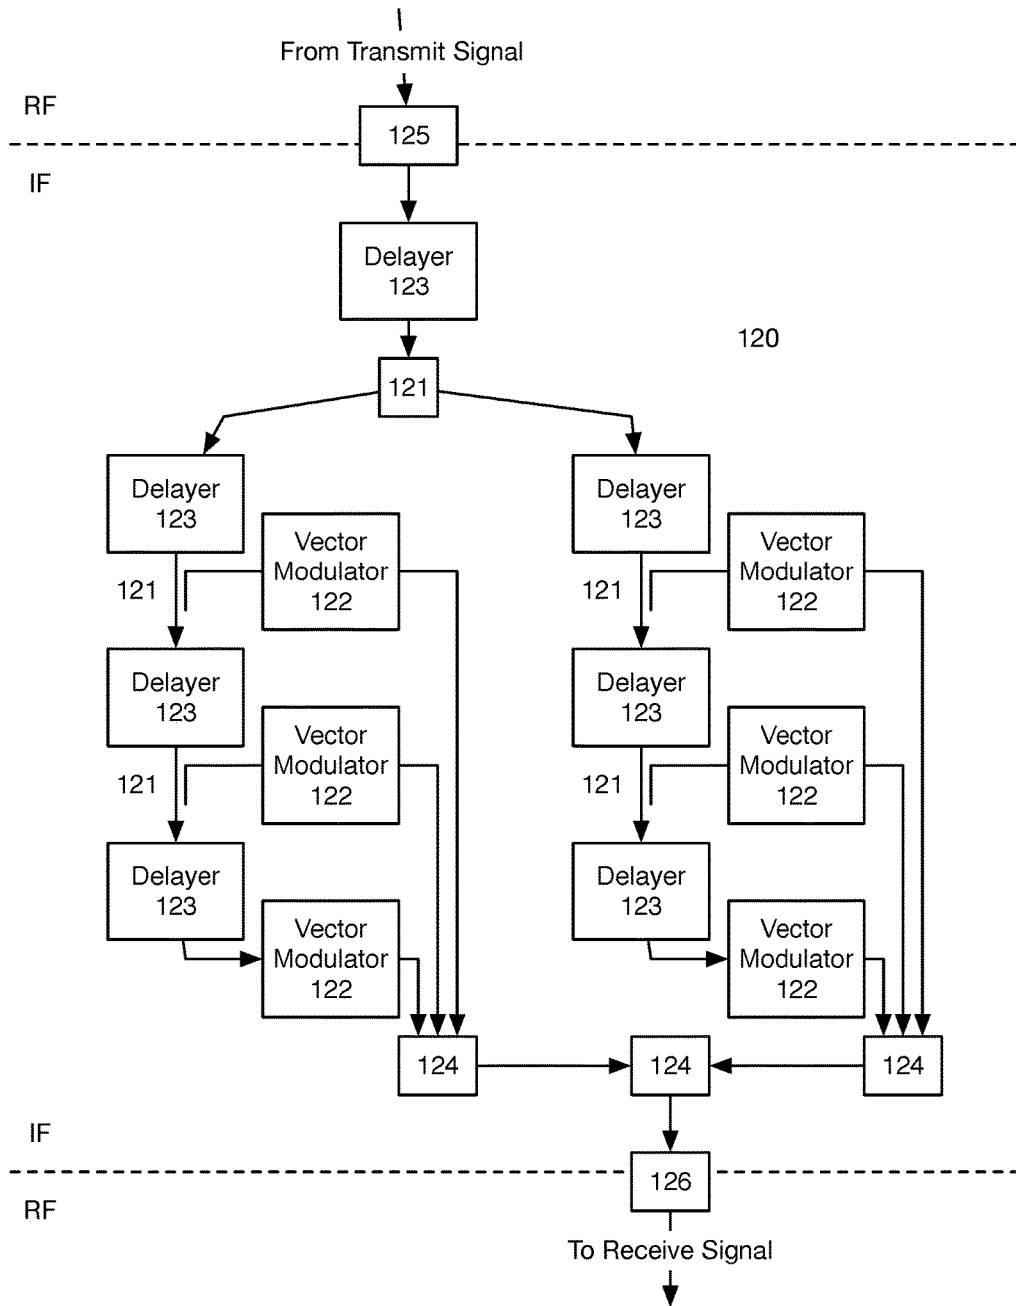 From Transmit Signal
RF
125
IF
Delayer
123
120
121
Delayer
123
Delayer
123
Vector
Modulator
122
Vector
Modulator
122
121
121
Delayer
123
Delayer
123
Vector
Modulator
122
Vector
Modulator
122
121
121
Delayer
123
Delayer
123
Vector
Modulator
122
Vector
Modulator
122
124
124
124
IF
126
RF
To Receive Signal